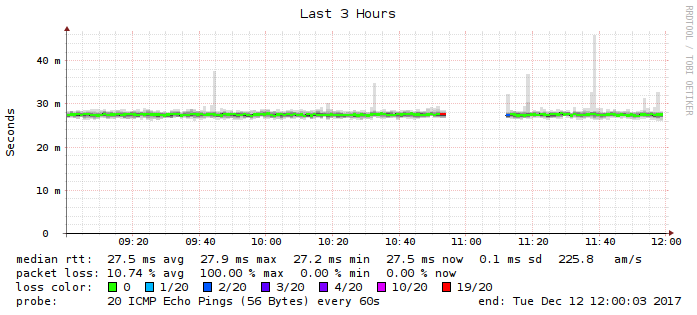 Last 3 Hours
RRDTOOL / TOBI OETIKER
Seconds
40 m
30 m
20 m
10 m
0
09:20 09:40 10:00 10:20 10:40 11:00 11:20 11:40 12:00
median rtt: 27.5 ms avg 27.9 ms max 27.2 ms min 27.5 ms now 0.1 ms sd 225.8 am/s
packet loss: 10.74 % avg 100.00 % max 0.00 % min 0.00 % now
loss color: 0 1/20 2/20 3/20 4/20 10/20 19/20
probe: 20 ICMP Echo Pings (56 Bytes) every 60s end: Tue Dec 12 12:00:03 2017